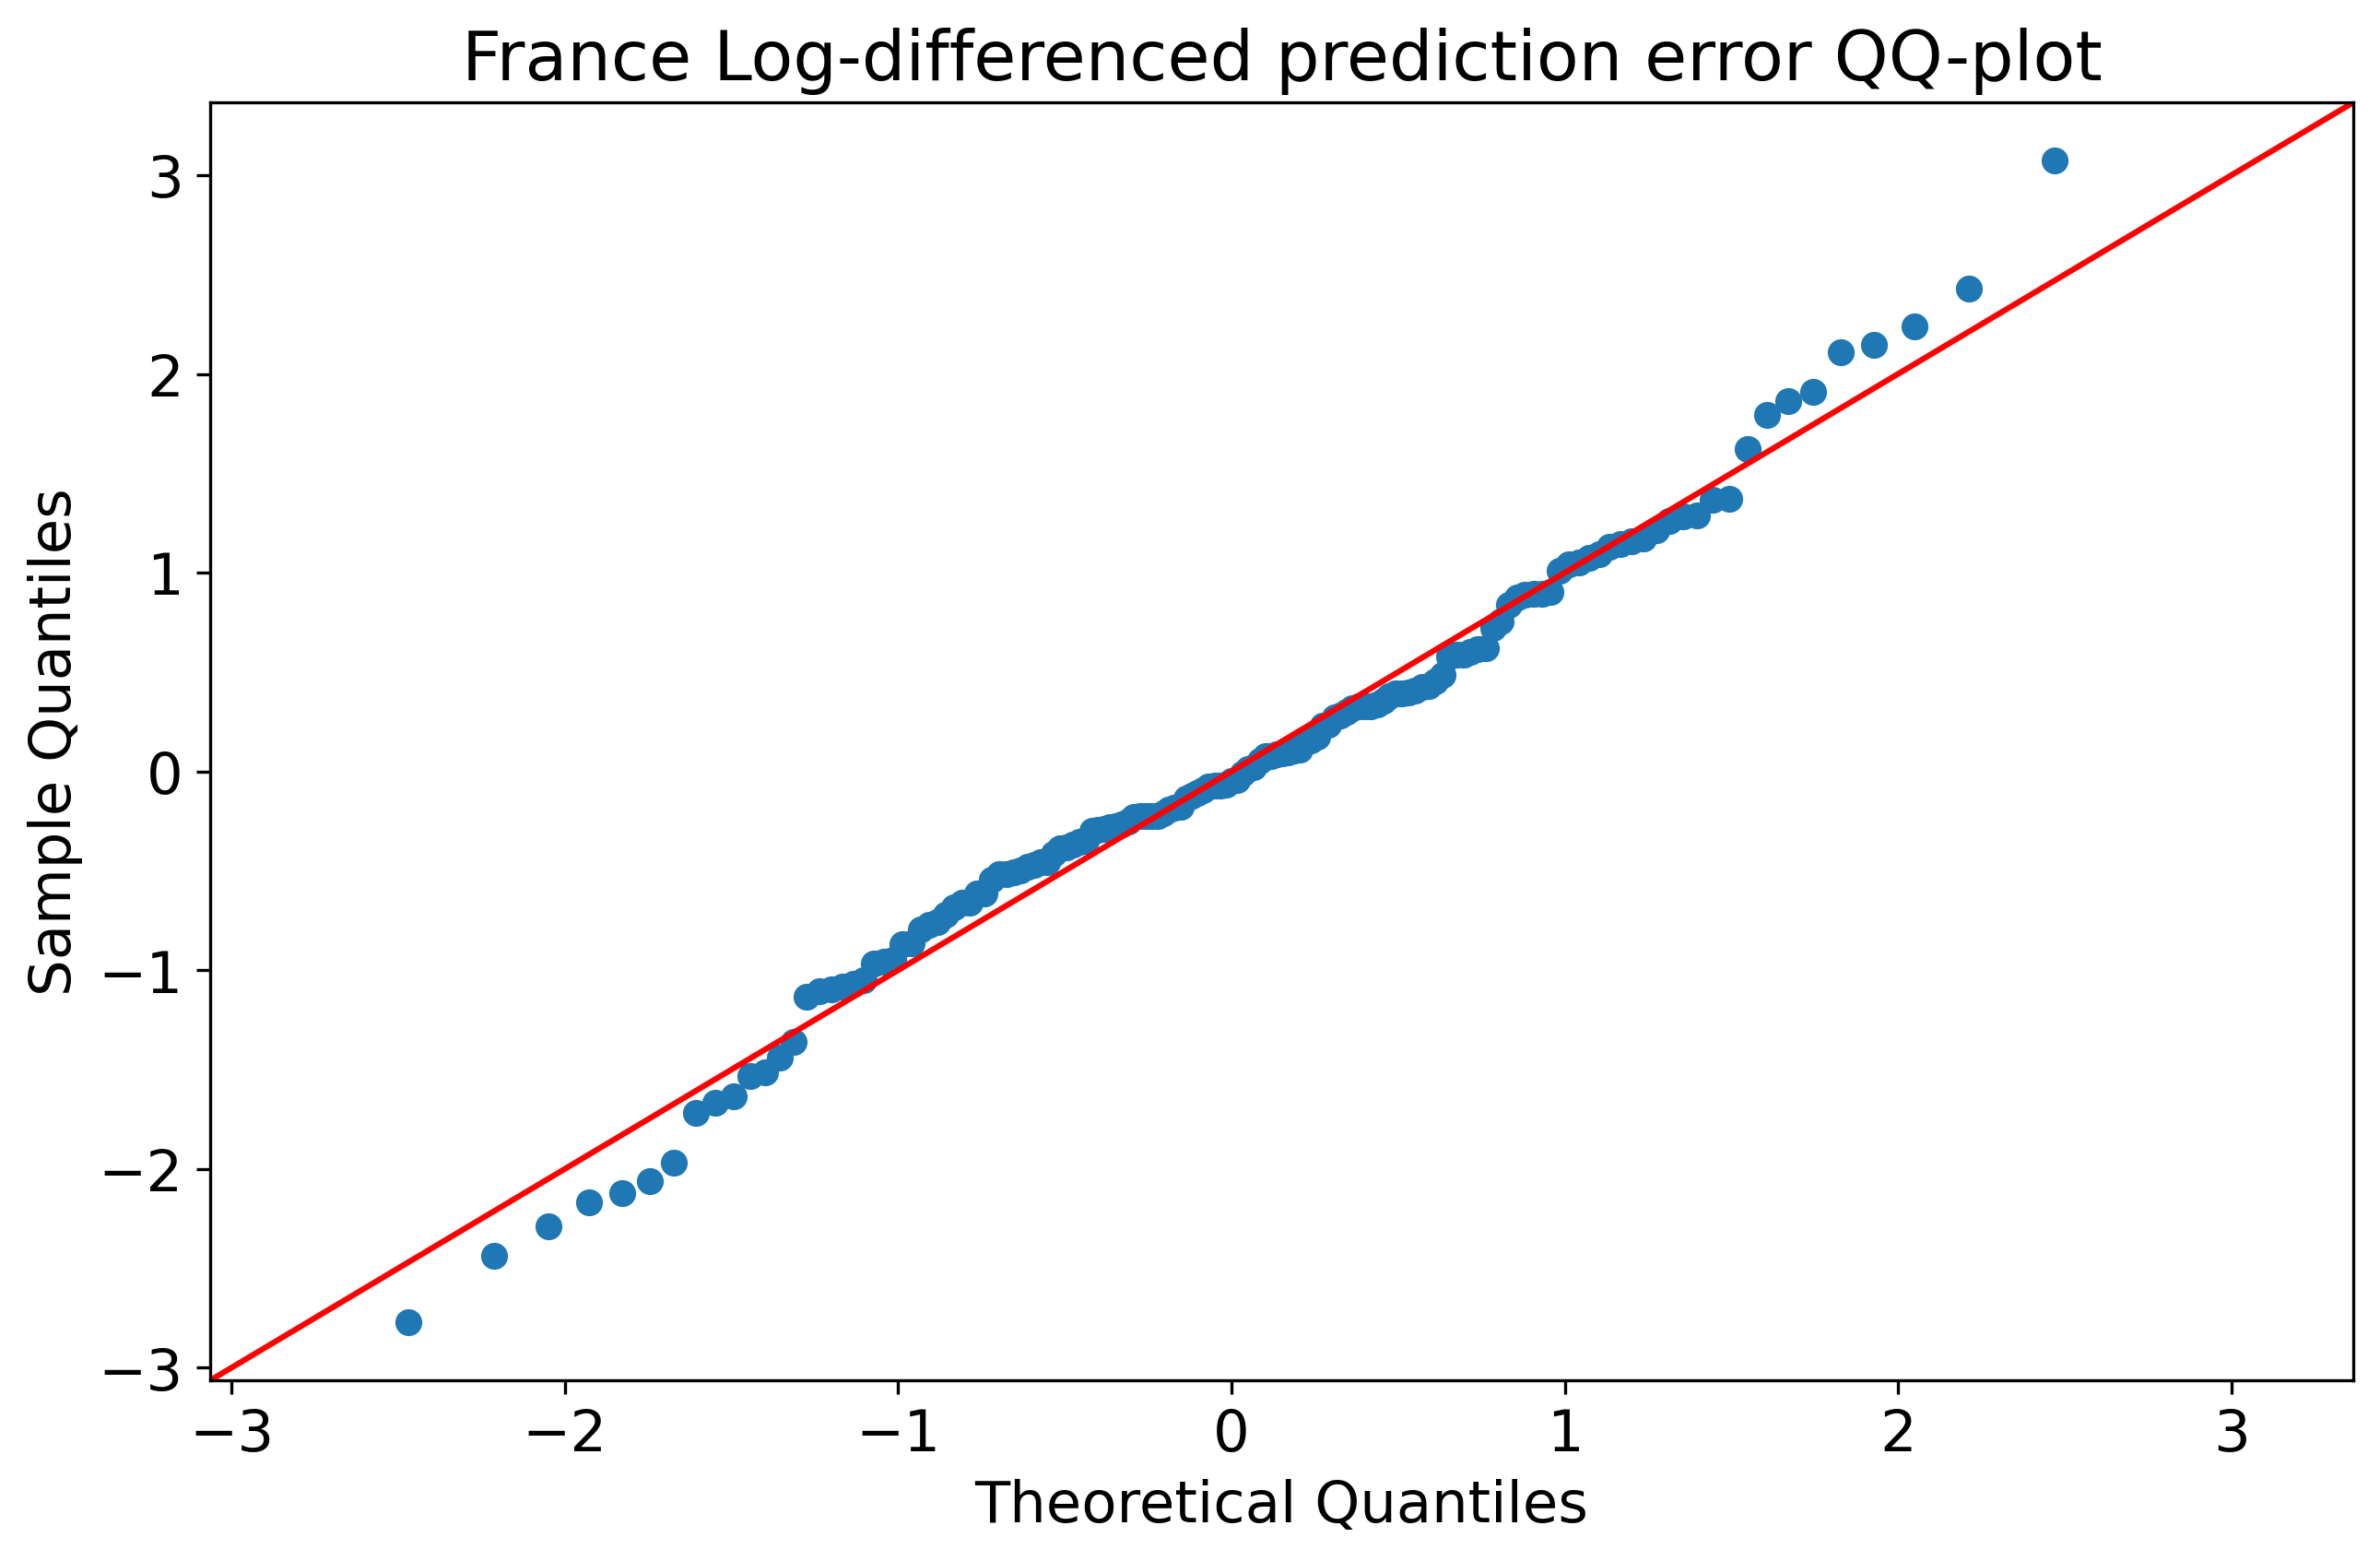 France Log-differenced prediction error QQ-plot
3
2
1
0
−1
−2
−3
Sample Quantiles
−3 −2 −1 0 1 2 3
Theoretical Quantiles